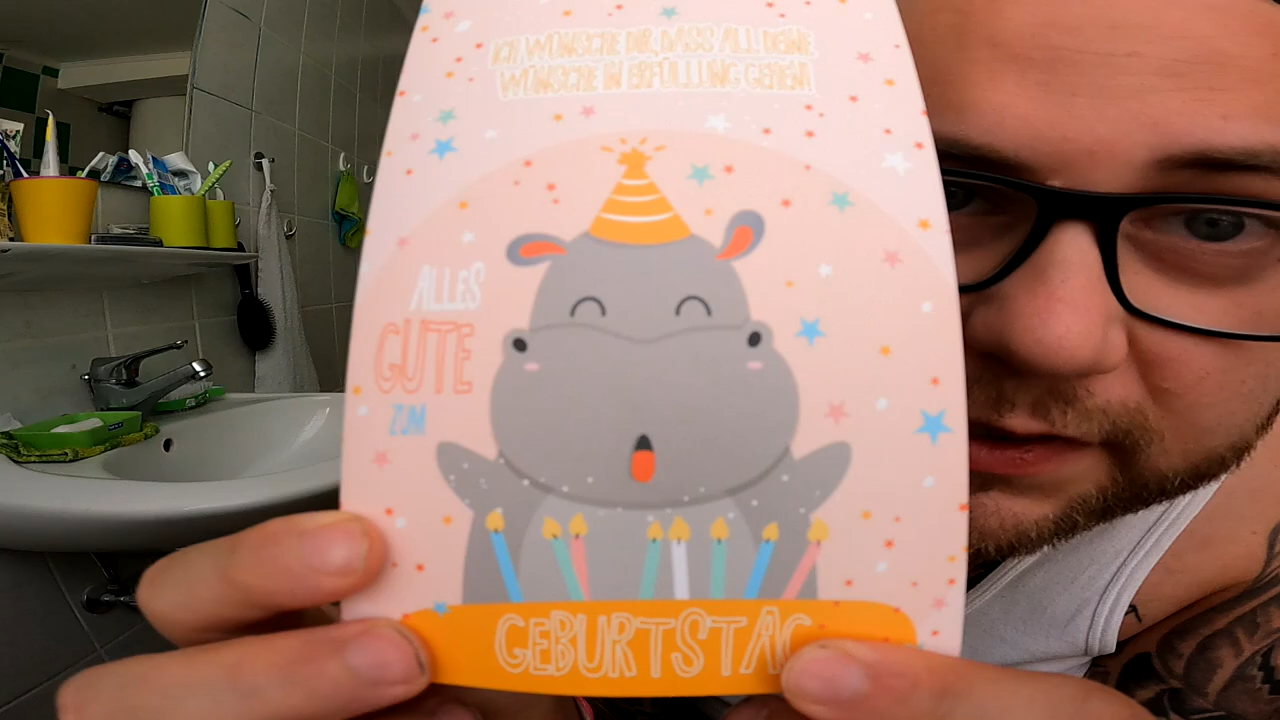 ICH WÜNSCHE DIR, DASS ALL DEINE
WÜNSCHE IN ERFÜLLUNG GEHEN!
ALLES
GUTE
ZUM
GEBURTSTAG